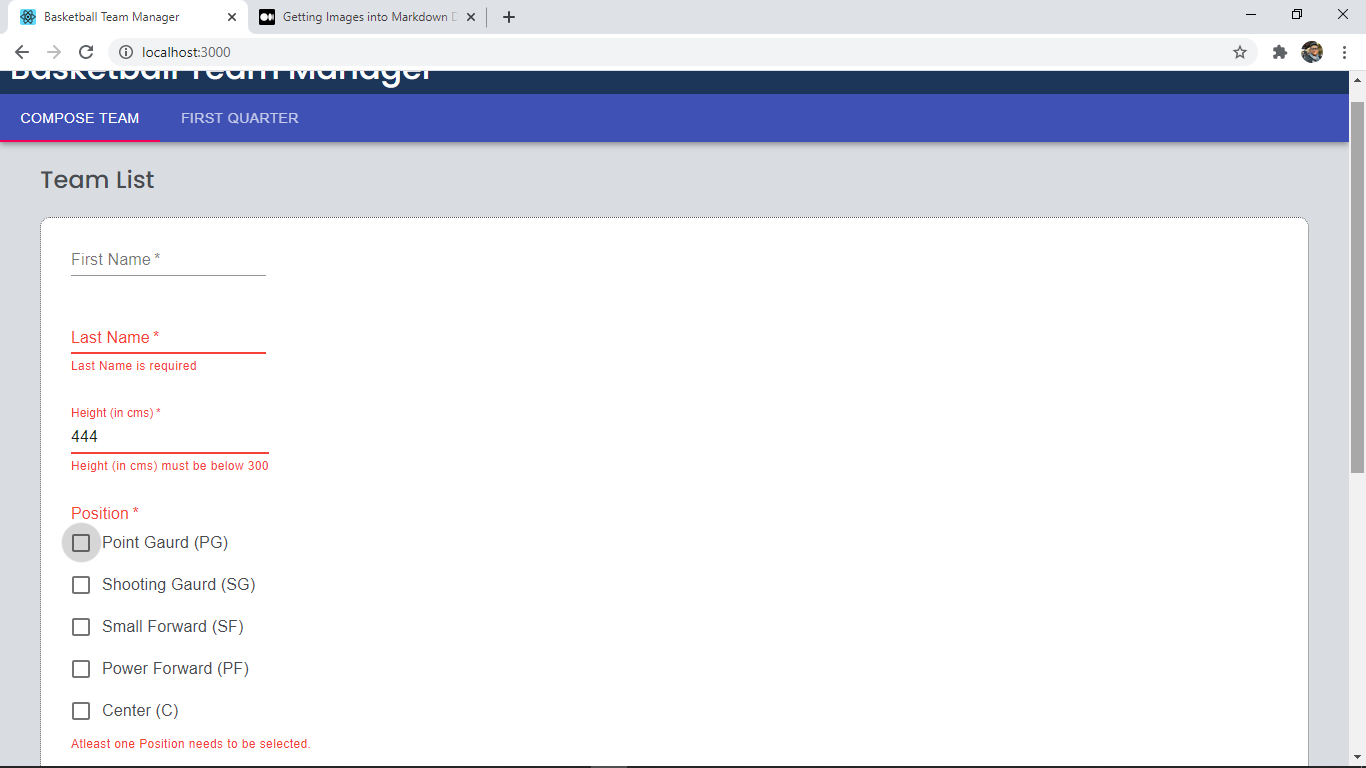 Basketball Team Manager
Getting Images into Markdown D
localhost:3000
Basketball Team Manager
COMPOSE TEAM
FIRST QUARTER
Team List
First Name *
Last Name *
Last Name is required
Height (in cms) *
444
Height (in cms) must be below 300
Position *
Point Gaurd (PG)
Shooting Gaurd (SG)
Small Forward (SF)
Power Forward (PF)
Center (C)
Atleast one Position needs to be selected.